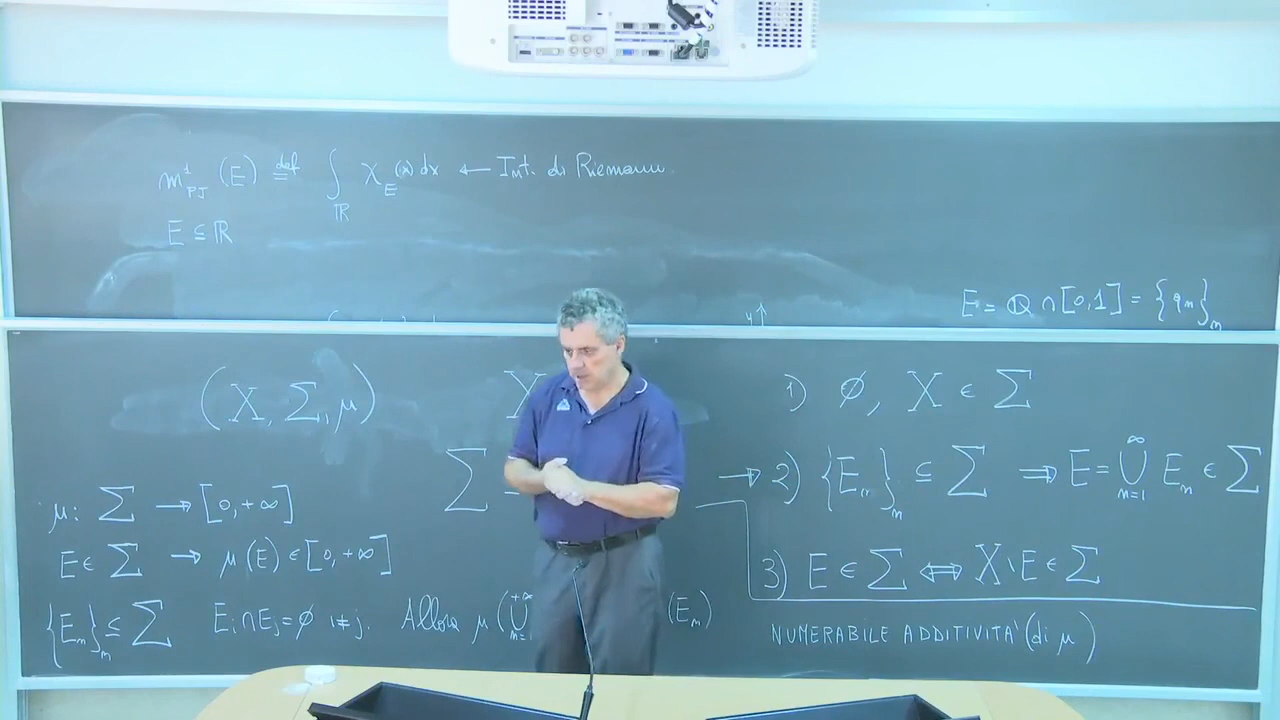 m¹_PJ (E) ≝ ∫_ℝ χ_E(x) dx ← Int. di Riemann
E ⊆ ℝ
E = ℚ ∩ [0,1] = {q_n}_n
y↑
(X, Σ, μ)
X
Σ
μ: Σ → [0,+∞]
E ∈ Σ → μ(E) ∈ [0,+∞]
{E_n}_n ⊆ Σ E_i ∩ E_j = ∅ i≠j. Allora μ(⋃_{n=1}^{+∞} (E_n)
1) ∅, X ∈ Σ
→ 2) {E_n}_n ⊆ Σ ⇒ E = ⋃_{n=1}^{∞} E_n ∈ Σ
3) E ∈ Σ ⇔ X∖E ∈ Σ
NUMERABILE ADDITIVITA' (di μ)